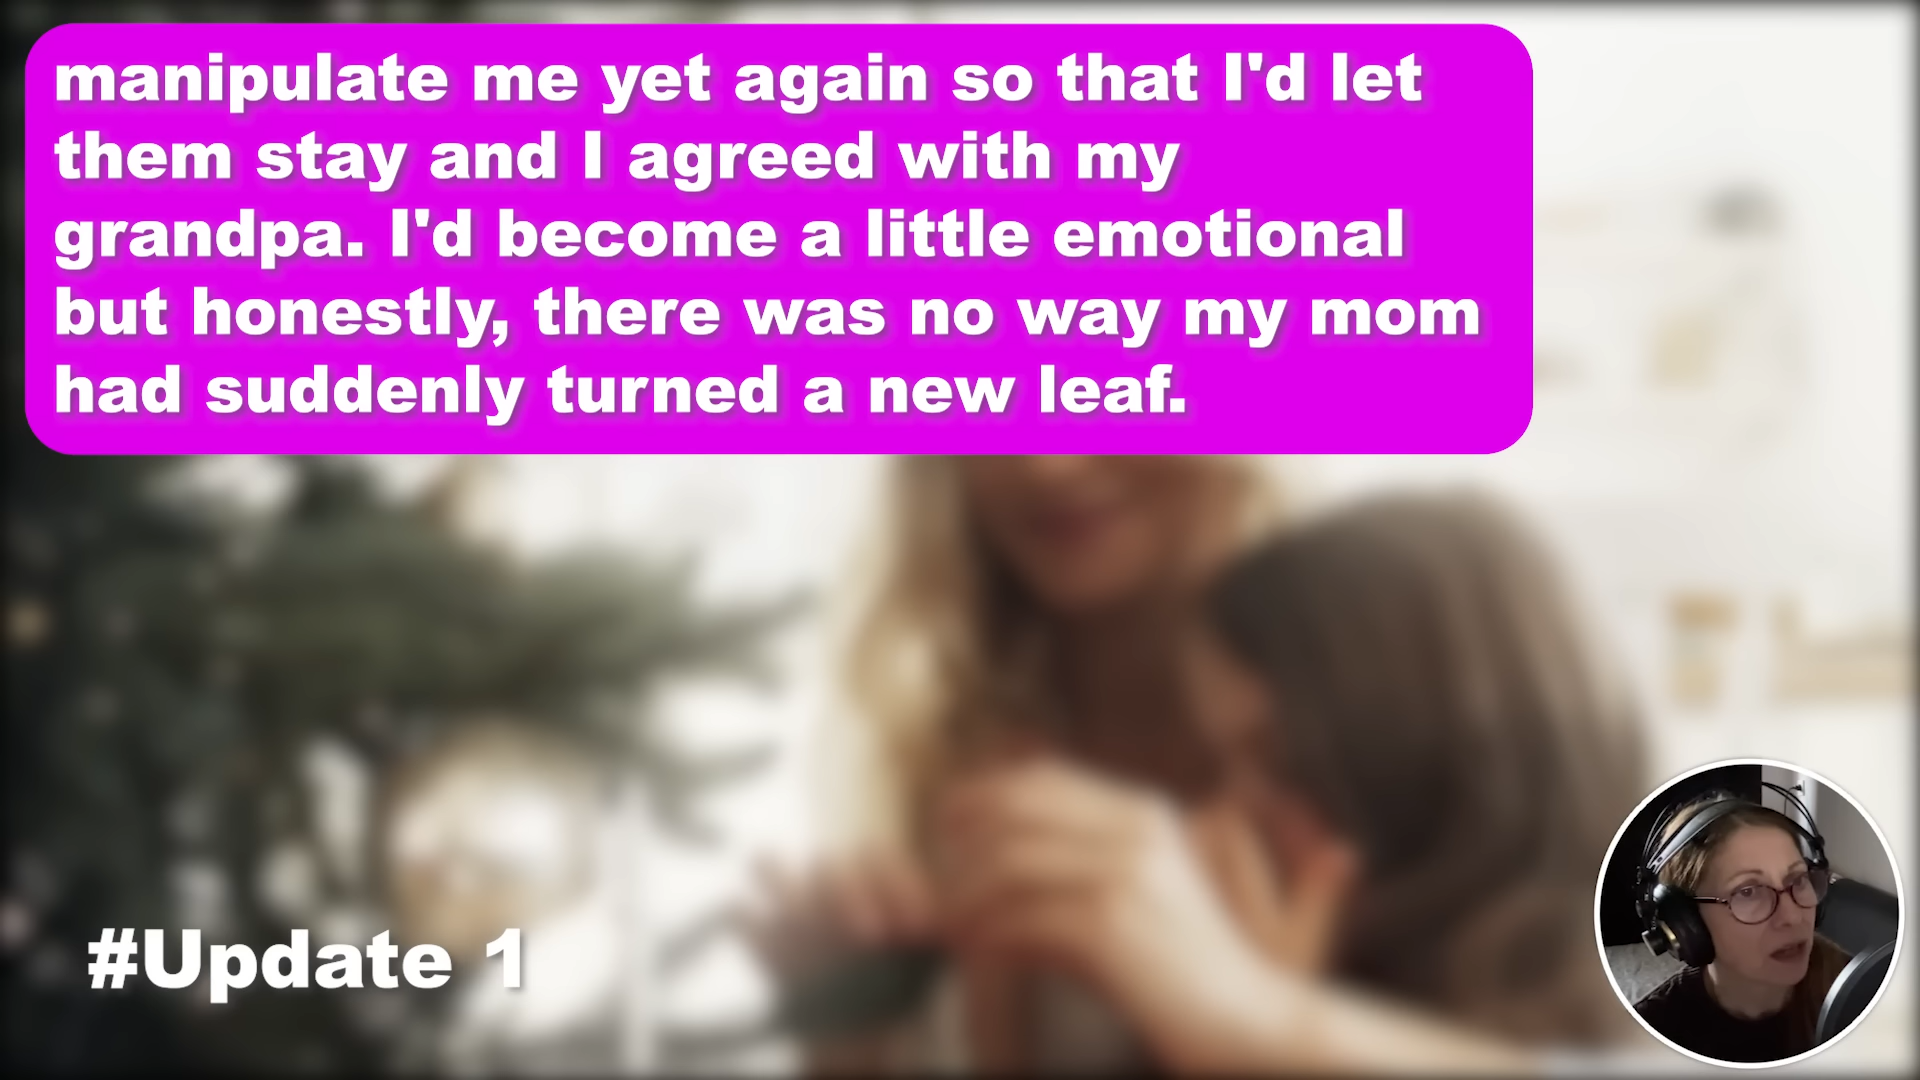 manipulate me yet again so that I'd let
them stay and I agreed with my
grandpa. I'd become a little emotional
but honestly, there was no way my mom
had suddenly turned a new leaf.
#Update 1